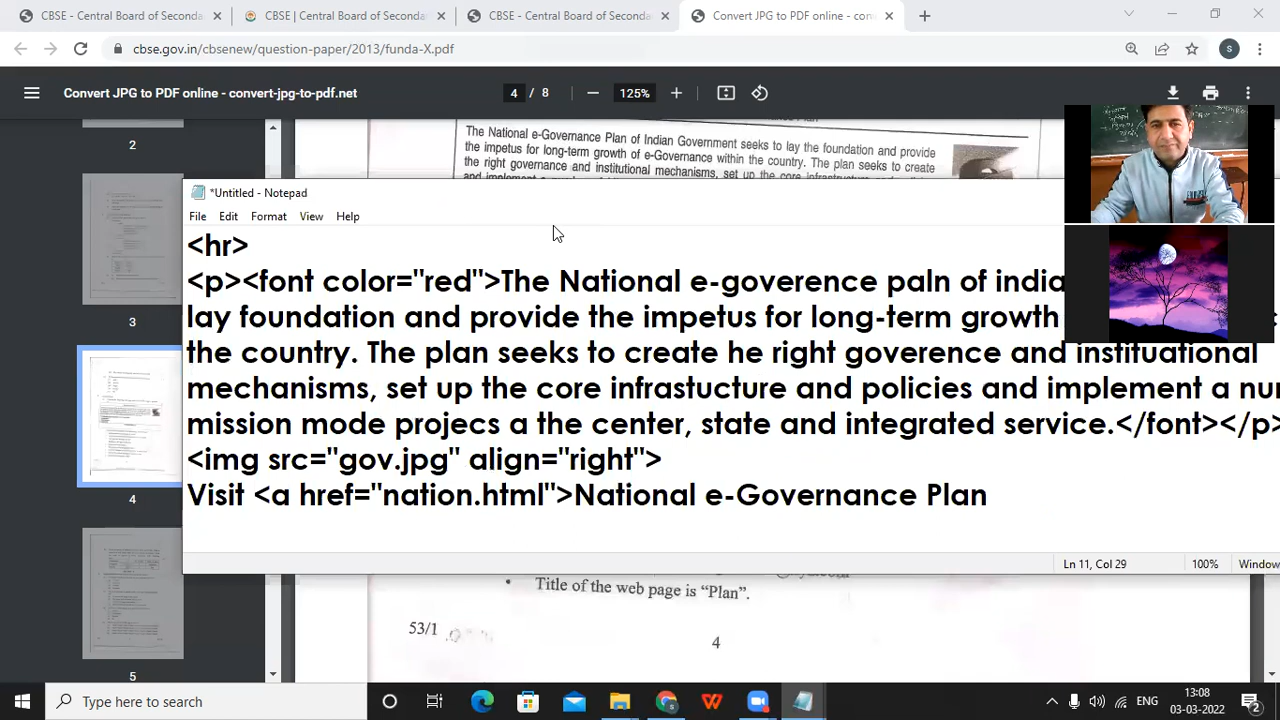 CBSE - Central Board of Seconda
CBSE | Central Board of Seconda
CBSE - Central Board of Seconda
Convert JPG to PDF online - con
cbse.gov.in/cbsenew/question-paper/2013/funda-X.pdf
S
Convert JPG to PDF online - convert-jpg-to-pdf.net
4 / 8
125%
The National e-Governance Plan of Indian Government seeks to lay the foundation and provide
the impetus for long-term growth of e-Governance within the country. The plan seeks to create
the right governance and institutional mechanisms, set up the core infrastructure
2
3
4
5
*Untitled - Notepad
File Edit Format View Help
<hr>
<p><font color="red">The National e-goverence paln of india
lay foundation and provide the impetus for long-term growth
the country. The plan seeks to create he right goverence and instituational
mechanisms, set up the core infrastucture and policies and implement a nu
mission mode projecs a the center, state and integrated service.</font></p>
<img src="gov.jpg" align="right">
Visit <a href="nation.html">National e-Governance Plan
Ln 11, Col 29
100%
Window
• Title of the web page is “Plan”.
53/1
4
Type here to search
ENG
13:08
03-03-2022
2